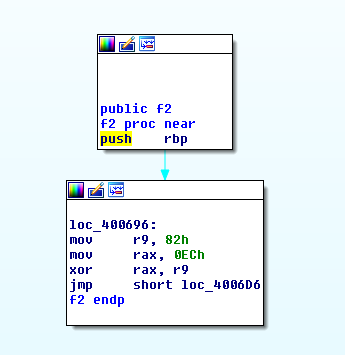 public f2
f2 proc near
push rbp
loc_400696:
mov r9, 82h
mov rax, 0ECh
xor rax, r9
jmp short loc_4006D6
f2 endp